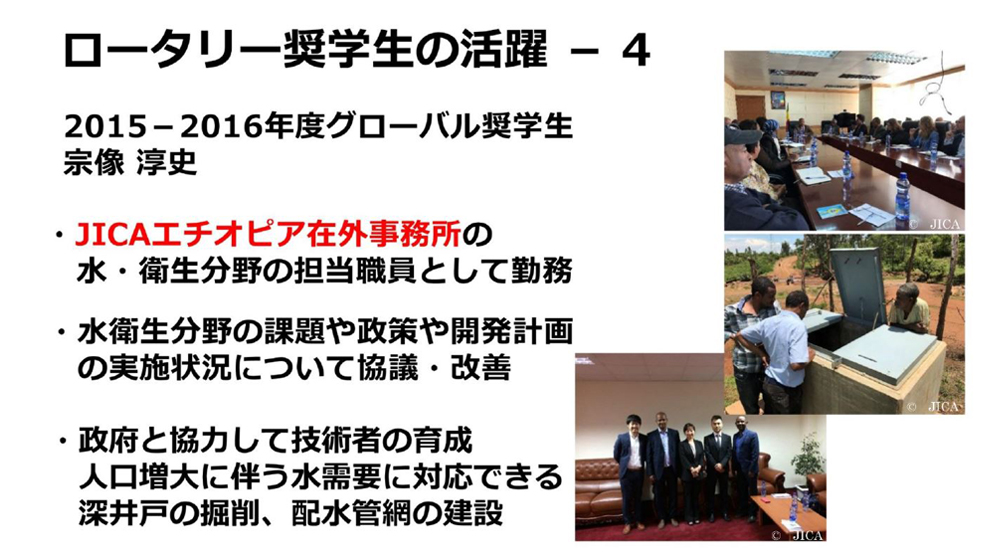 ロータリー奨学生の活躍 － 4
2015－2016年度グローバル奨学生
宗像 淳史
・JICAエチオピア在外事務所の
水・衛生分野の担当職員として勤務
・水衛生分野の課題や政策や開発計画
の実施状況について協議・改善
・政府と協力して技術者の育成
人口増大に伴う水需要に対応できる
深井戸の掘削、配水管網の建設
© JICA
© JICA
© JICA